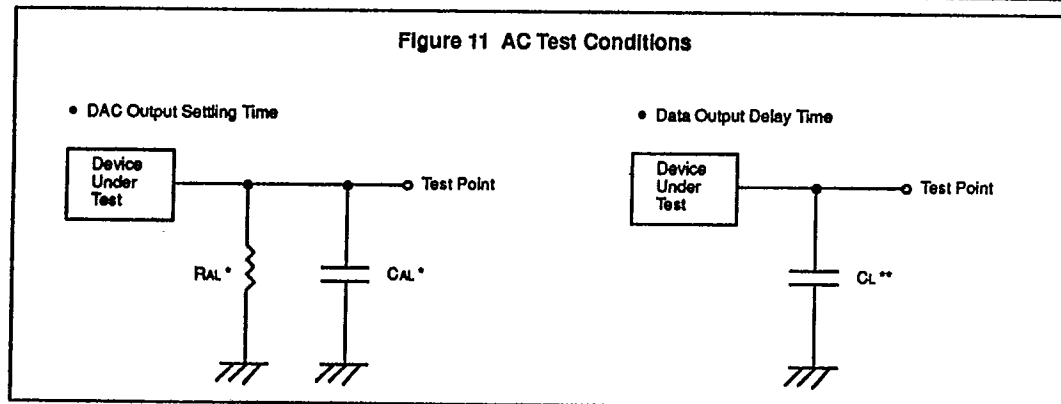 Figure 11 AC Test Conditions
• DAC Output Settling Time
Device
Under
Test
Test Point
RAL *
CAL *
• Data Output Delay Time
Device
Under
Test
Test Point
CL **